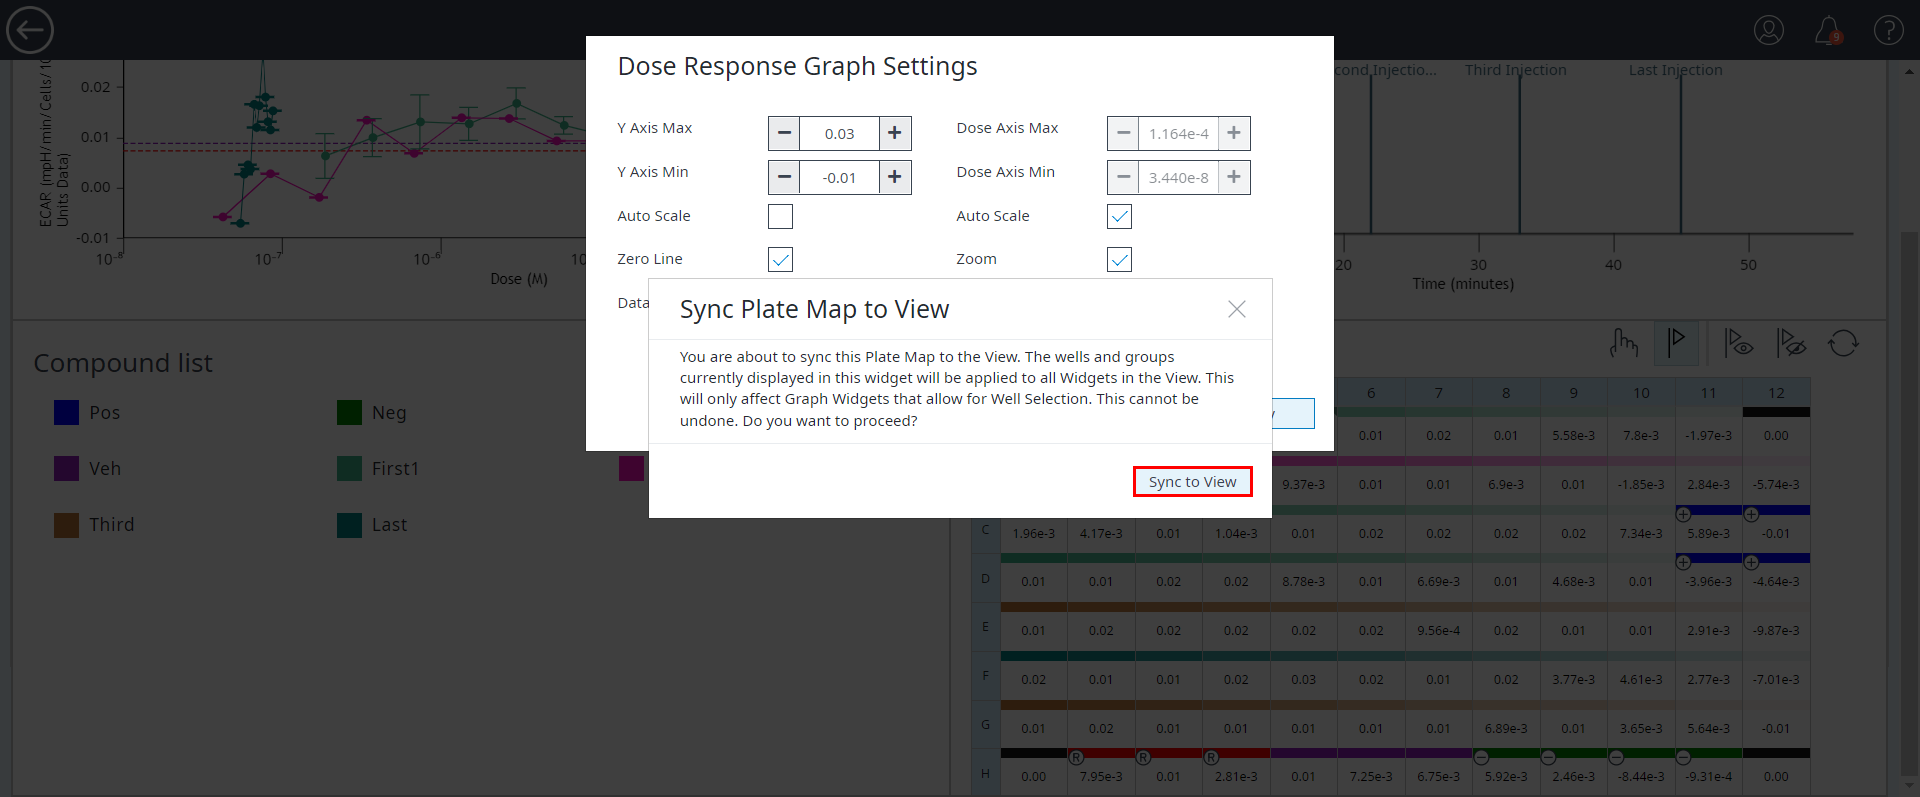 9
?
Dose Response Graph Settings
Y Axis Max
0.03
Dose Axis Max
1.164e-4
Y Axis Min
-0.01
Dose Axis Min
3.440e-8
Auto Scale
Auto Scale
Zero Line
Zoom
Data
Sync Plate Map to View
You are about to sync this Plate Map to the View. The wells and groups
currently displayed in this widget will be applied to all Widgets in the View. This
will only affect Graph Widgets that allow for Well Selection. This cannot be
undone. Do you want to proceed?
Sync to View
ECAR (mpH/min/Cells/10
Units Data)
0.02
0.01
0.00
-0.01
10⁻⁸
10⁻⁷
10⁻⁶
Dose (M)
Third Injection
Last Injection
20
30
40
50
Time (minutes)
Compound list
Pos
Neg
Veh
First1
Third
Last
6 7 8 9 10 11 12
0.01 0.02 0.01 5.58e-3 7.8e-3 -1.97e-3 0.00
9.37e-3 0.01 0.01 6.9e-3 0.01 -1.85e-3 2.84e-3 -5.74e-3
C 1.96e-3 4.17e-3 0.01 1.04e-3 0.01 0.02 0.02 0.02 0.02 7.34e-3 5.89e-3 -0.01
D 0.01 0.01 0.02 0.02 8.78e-3 0.01 6.69e-3 0.01 4.68e-3 0.01 -3.96e-3 -4.64e-3
E 0.01 0.02 0.02 0.02 0.02 0.02 9.56e-4 0.02 0.01 0.01 2.91e-3 -9.87e-3
F 0.02 0.01 0.01 0.02 0.03 0.02 0.01 0.02 3.77e-3 4.61e-3 2.77e-3 -7.01e-3
G 0.01 0.02 0.01 0.01 0.01 0.01 0.01 6.89e-3 0.01 3.65e-3 5.64e-3 -0.01
R R R
H 0.00 7.95e-3 0.01 2.81e-3 0.01 7.25e-3 6.75e-3 5.92e-3 2.46e-3 -8.44e-3 -9.31e-4 0.00